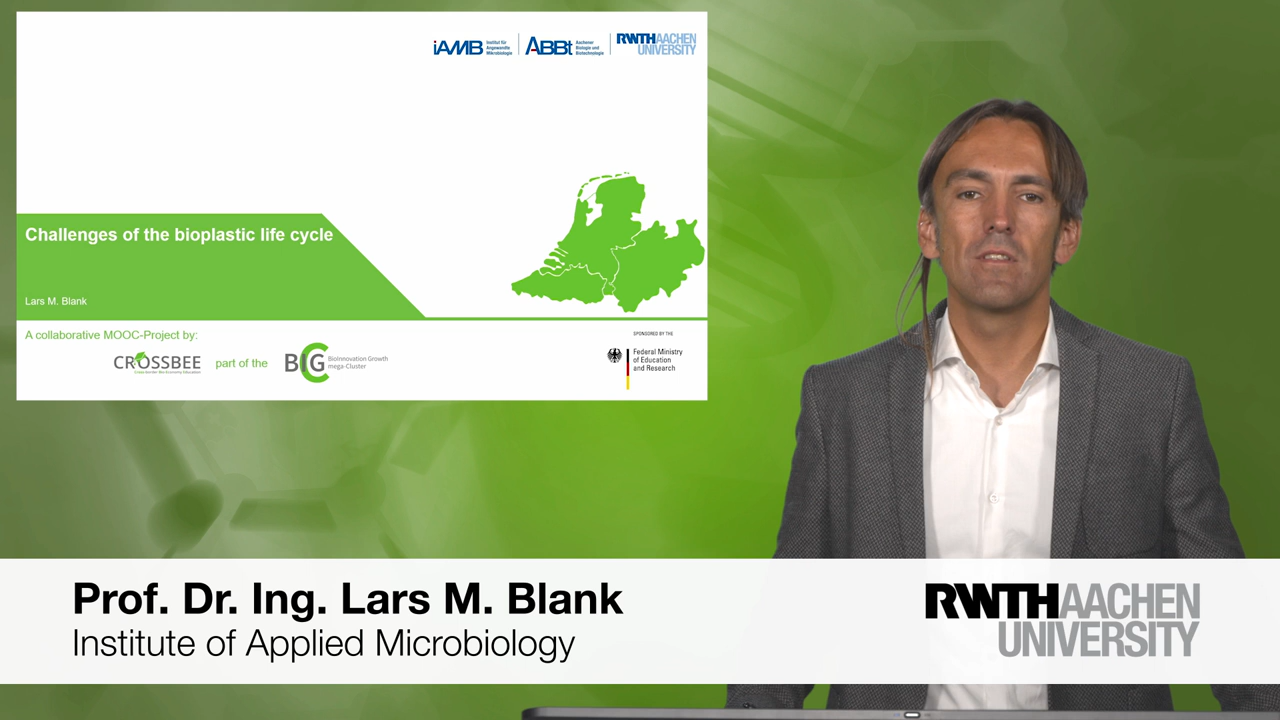 iAMB Institut für Angewandte Mikrobiologie
ABBt Aachener Biologie und Biotechnologie
RWTH AACHEN UNIVERSITY
Challenges of the bioplastic life cycle
Lars M. Blank
A collaborative MOOC-Project by:
CROSSBEE
Cross-border Bio-Economy Education
part of the
BIG BioInnovation Growth mega-Cluster
SPONSORED BY THE
Federal Ministry
of Education
and Research
Prof. Dr. Ing. Lars M. Blank
Institute of Applied Microbiology
RWTH AACHEN
UNIVERSITY